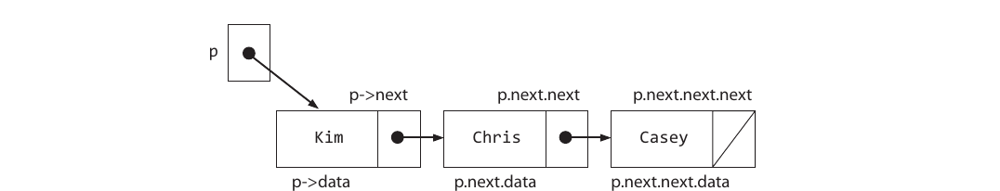 p
p->next p.next.next p.next.next.next
Kim Chris Casey
p->data p.next.data p.next.next.data